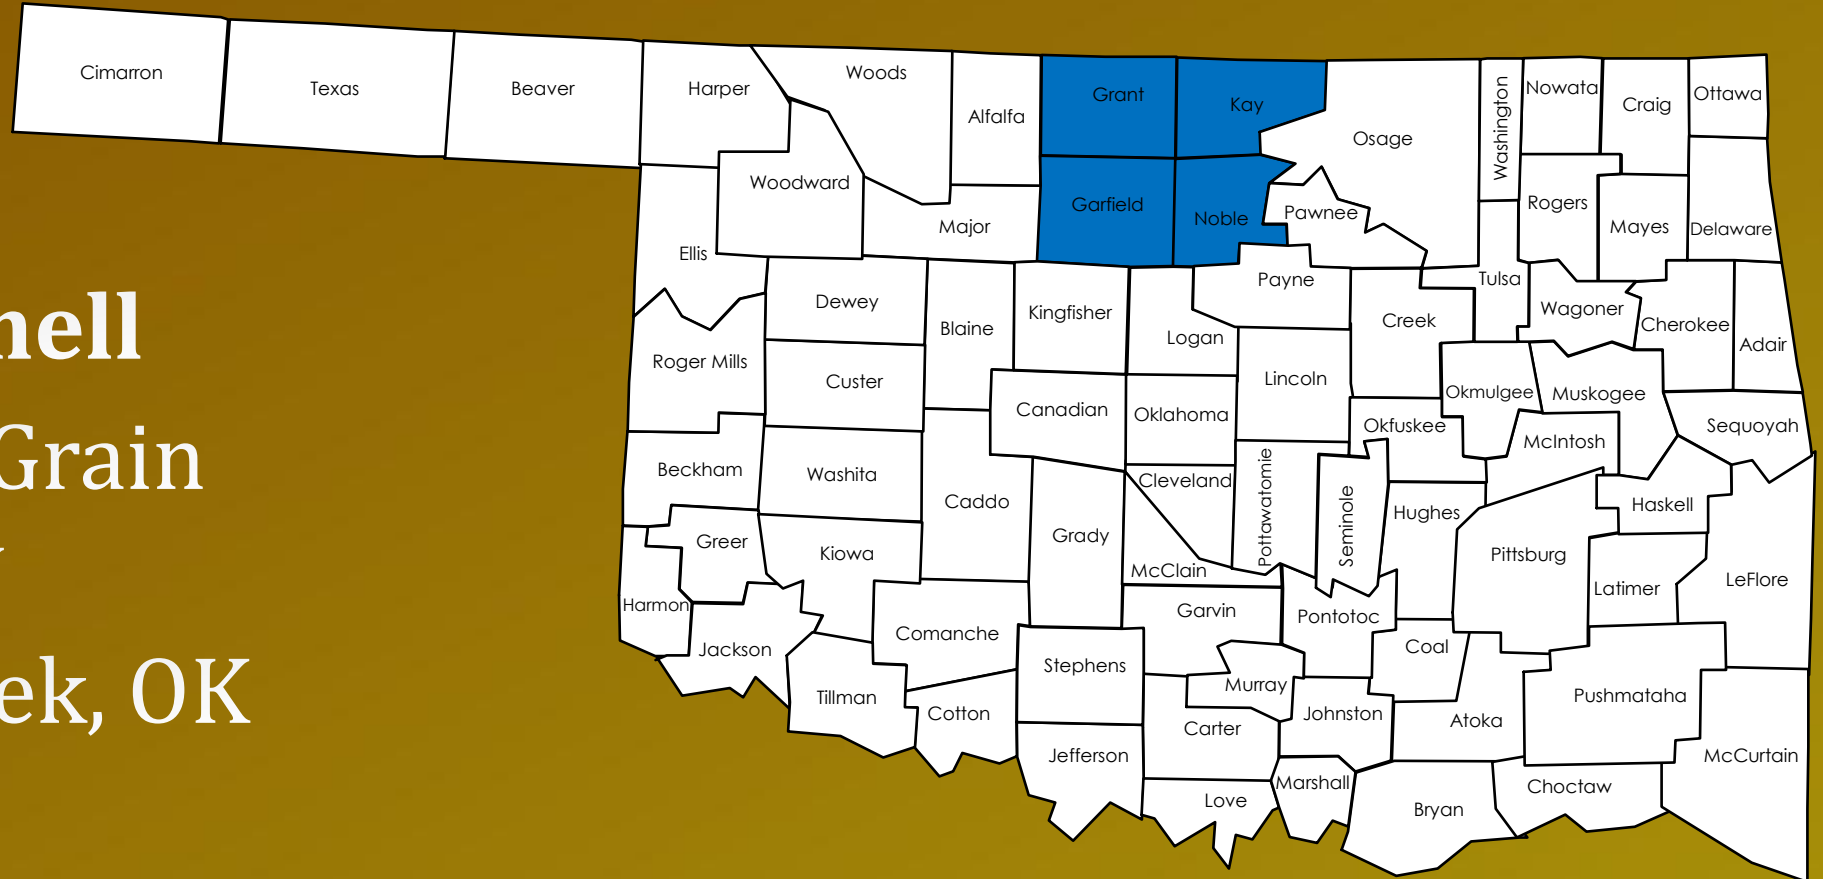 Cimarron
Texas
Beaver
Harper
Woods
Alfalfa
Grant
Kay
Osage
Washington
Nowata
Craig
Ottawa
Woodward
Major
Garfield
Noble
Pawnee
Rogers
Mayes
Delaware
Ellis
Dewey
Blaine
Kingfisher
Logan
Payne
Creek
Tulsa
Wagoner
Cherokee
Adair
Roger Mills
Custer
Canadian
Oklahoma
Lincoln
Okmulgee
Muskogee
Okfuskee
McIntosh
Sequoyah
Beckham
Washita
Caddo
Grady
Cleveland
Pottawatomie
Seminole
Hughes
Haskell
Greer
Kiowa
McClain
Pittsburg
Latimer
LeFlore
Harmon
Jackson
Comanche
Garvin
Pontotoc
Coal
Stephens
Murray
Tillman
Cotton
Carter
Johnston
Atoka
Pushmataha
Jefferson
Love
Marshall
Bryan
Choctaw
McCurtain
nell
Grain
ek, OK